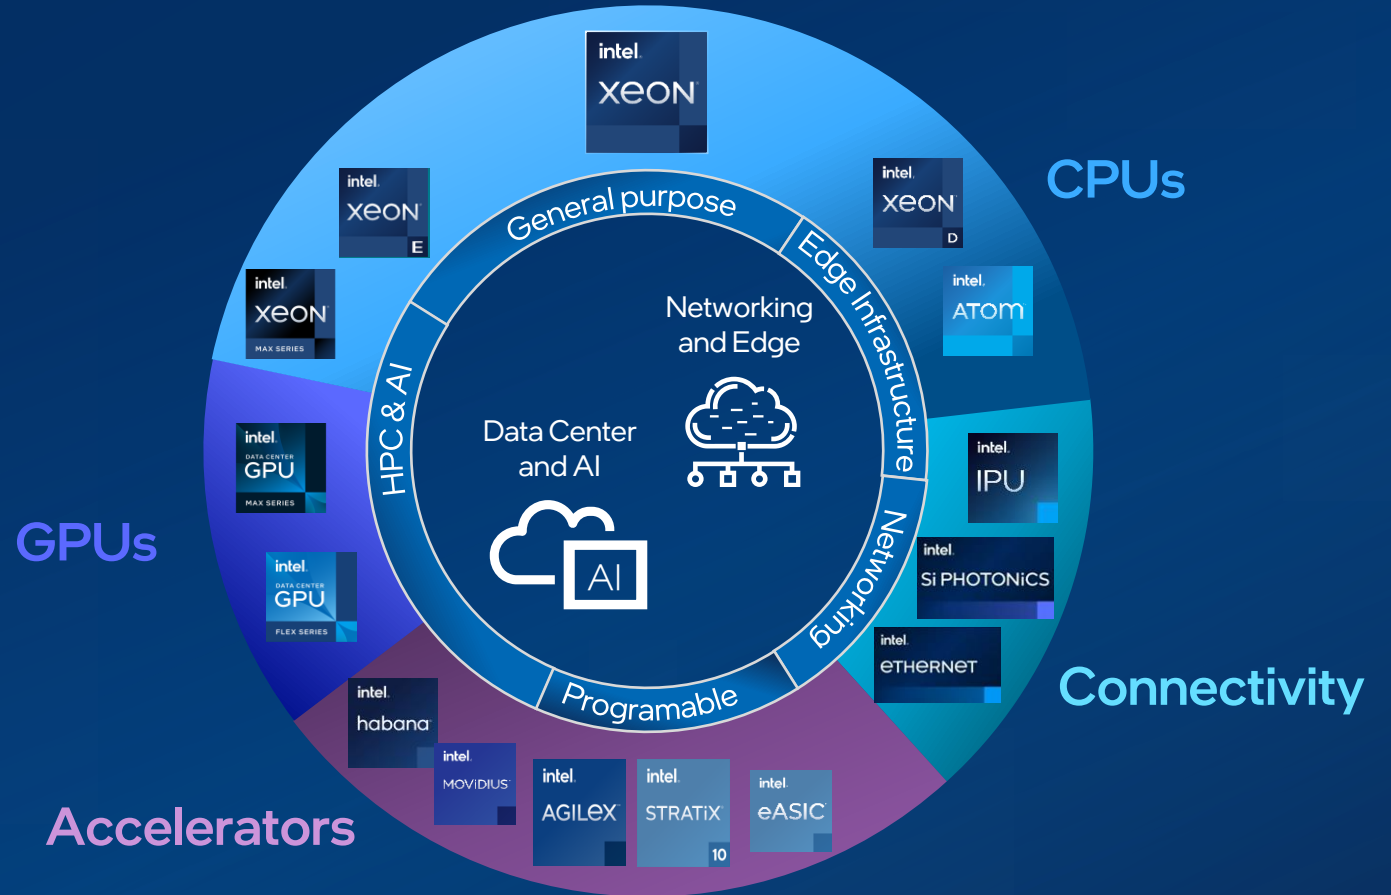 intel.
xeon
intel.
xeon
E
intel.
xeon
MAX SERIES
intel.
xeon
D
intel.
ATOM
CPUs
General purpose
Edge Infrastructure
Networking
Programable
HPC & AI
Networking
and Edge
Data Center
and AI
AI
intel.
DATA CENTER
GPU
MAX SERIES
intel.
DATA CENTER
GPU
FLEX SERIES
GPUs
intel.
IPU
intel.
Si PHOTONiCS
intel.
eTHERNET
Connectivity
intel.
habana
intel.
MOViDiUS
intel.
AGiLeX™
intel.
STRATiX®
10
intel.
eASIC™
Accelerators